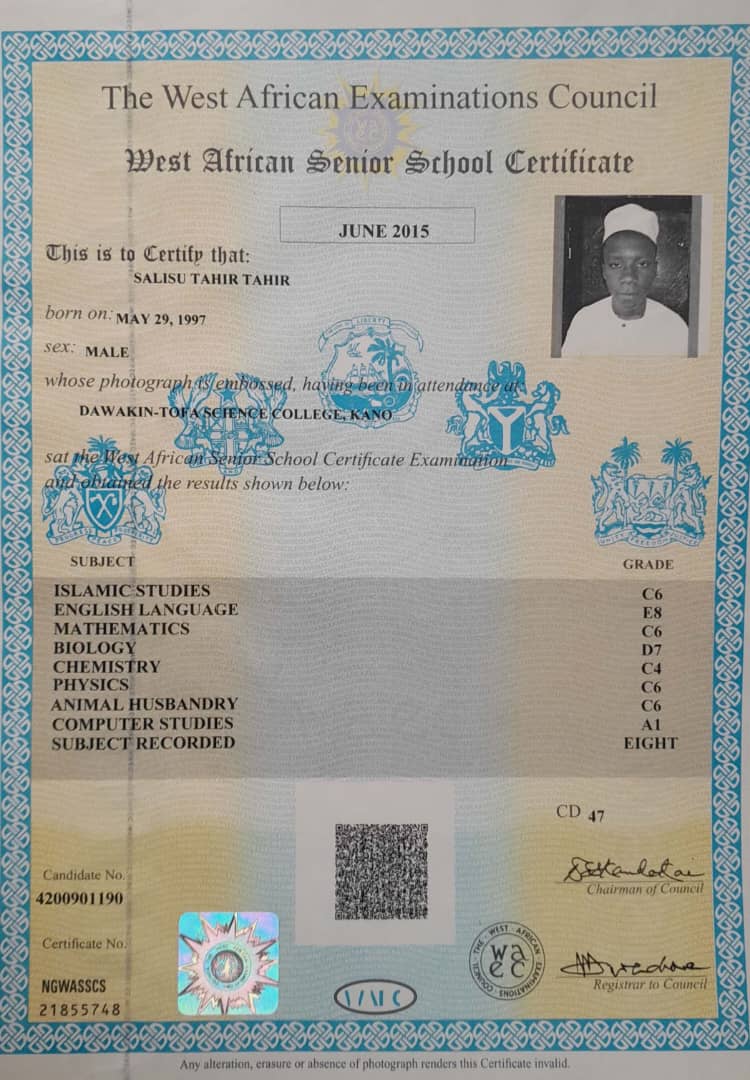 The West African Examinations Council
West African Senior School Certificate
JUNE 2015
This is to Certify that:
SALISU TAHIR TAHIR
born on: MAY 29, 1997
sex: MALE
whose photograph is embossed, having been in attendance at:
DAWAKIN-TOFA SCIENCE COLLEGE, KANO
sat the West African Senior School Certificate Examination
and obtained the results shown below:
SUBJECT GRADE
ISLAMIC STUDIES C6
ENGLISH LANGUAGE E8
MATHEMATICS C6
BIOLOGY D7
CHEMISTRY C4
PHYSICS C6
ANIMAL HUSBANDRY C6
COMPUTER STUDIES A1
SUBJECT RECORDED EIGHT
CD 47
Candidate No.
4200901190
Chairman of Council
Certificate No.
NGWASSCS
21855748
THE WEST AFRICAN EXAMINATIONS COUNCIL
waec
Registrar to Council
Any alteration, erasure or absence of photograph renders this Certificate invalid.